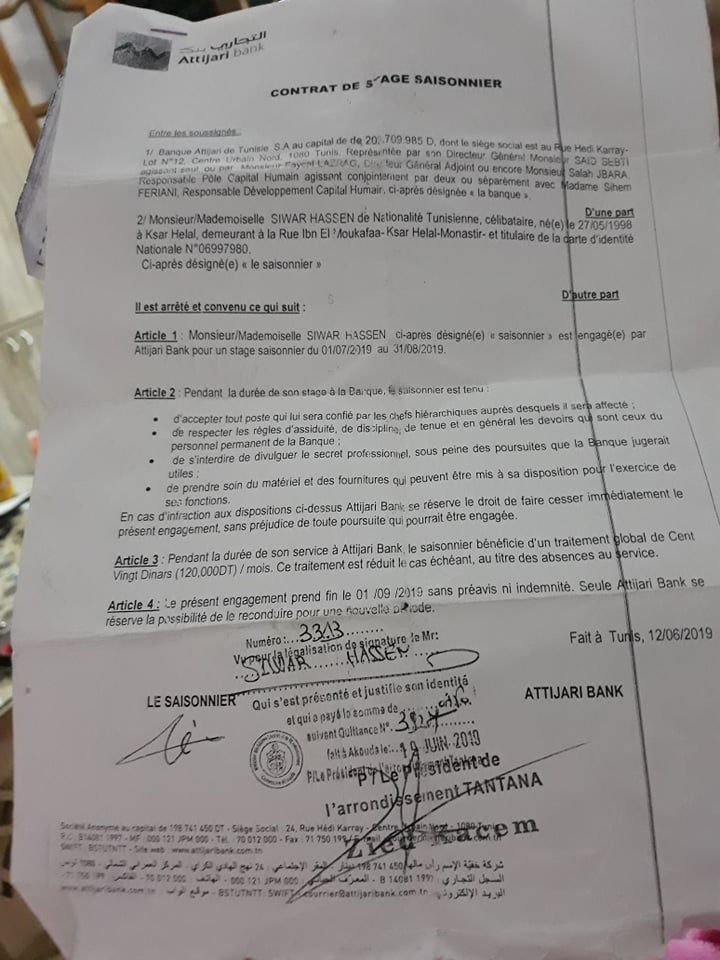 التجاري بنك
Attijari bank
CONTRAT DE STAGE SAISONNIER
Entre les soussignés :
1/ Banque Attijari de Tunisie S.A au capital de de 203.709.985 D, dont le siège social est au Rue Hédi Karray-
Lot N°12, Centre Urbain Nord, 1080 Tunis. Représentée par son Directeur Général Monsieur SAID SEBTI
agissant seul ou par Monsieur Fayçal LAZRAG, Directeur Général Adjoint ou encore Monsieur Salah JBARA,
Responsable Pôle Capital Humain agissant conjointement par deux ou séparément avec Madame Sihem
FERIANI, Responsable Développement Capital Humain, ci-après désignée « la banque ».
D'une part
2/ Monsieur/Mademoiselle SIWAR HASSEN de Nationalité Tunisienne, célibataire, né(e) le 27/05/1998
à Ksar Helal, demeurant à la Rue Ibn El Moukafaa- Ksar Helal-Monastir- et titulaire de la carte d'identité
Nationale N°06997980.
Ci-après désigné(e) « le saisonnier »
D'autre part
Il est arrêté et convenu ce qui suit :
Article 1 : Monsieur/Mademoiselle SIWAR HASSEN ci-après désigné(e) « saisonnier » est engagé(e) par
Attijari Bank pour un stage saisonnier du 01/07/2019 au 31/08/2019.
Article 2 : Pendant la durée de son stage à la Banque, le saisonnier est tenu :
• d'accepter tout poste qui lui sera confié par les chefs hiérarchiques auprès desquels il sera affecté ;
• de respecter les règles d'assiduité, de discipline, de tenue et en général les devoirs qui sont ceux du
personnel permanent de la Banque ;
• de s'interdire de divulguer le secret professionnel, sous peine des poursuites que la Banque jugerait
utiles ;
• de prendre soin du matériel et des fournitures qui peuvent être mis à sa disposition pour l'exercice de
ses fonctions.
En cas d'infraction aux dispositions ci-dessus Attijari Bank se réserve le droit de faire cesser immédiatement le
présent engagement, sans préjudice de toute poursuite qui pourrait être engagée.
Article 3 : Pendant la durée de son service à Attijari Bank, le saisonnier bénéficie d'un traitement global de Cent
Vingt Dinars (120,000DT) / mois. Ce traitement est réduit le cas échéant, au titre des absences au service.
Article 4 : Le présent engagement prend fin le 01 /09 /2019 sans préavis ni indemnité. Seule Attijari Bank se
réserve la possibilité de le reconduire pour une nouvelle période.
Fait à Tunis, 12/06/2019
Numéro:...3313........
Vu pour la légalisation de signature de Mr:
SIWAR HASSEN
LE SAISONNIER
Qui s'est présenté et justifie son identité
ATTIJARI BANK
et qui a payé la somme de
suivant Quittance N°
fait à Akouda le:.. 19 JUIN 2019
P/Le Président de
l'arrondissement TANTANA
Zied Kacem
Société Anonyme au capital de 198 741 450 DT - Siège Social : 24, Rue Hédi Karray - Centre Urbain Nord - 1080 Tunis
R.C : B14081 1997 - MF : 000 121 JPM 000 - Tél. : 70 012 000 - Fax : 71 750 199
SWIFT : BSTUTNTT - Site web : www.attijaribank.com.tn
شركة خفية الإسم رأس مالها 198 741 450 دينار - المقر الإجتماعي : 24 نهج الهادي الكراي - المركز العمراني الشمالي - 1080 تونس
السجل التجاري : B 14081 1997 - المعرف الجبائي : 000 121 JPM 000 - الهاتف : 70 012 000 - الفاكس
البريد الإلكتروني : courrier@attijaribank.com.tn - SWIFT : BSTUTNTT - موقع الواب : www.attijaribank.com.tn